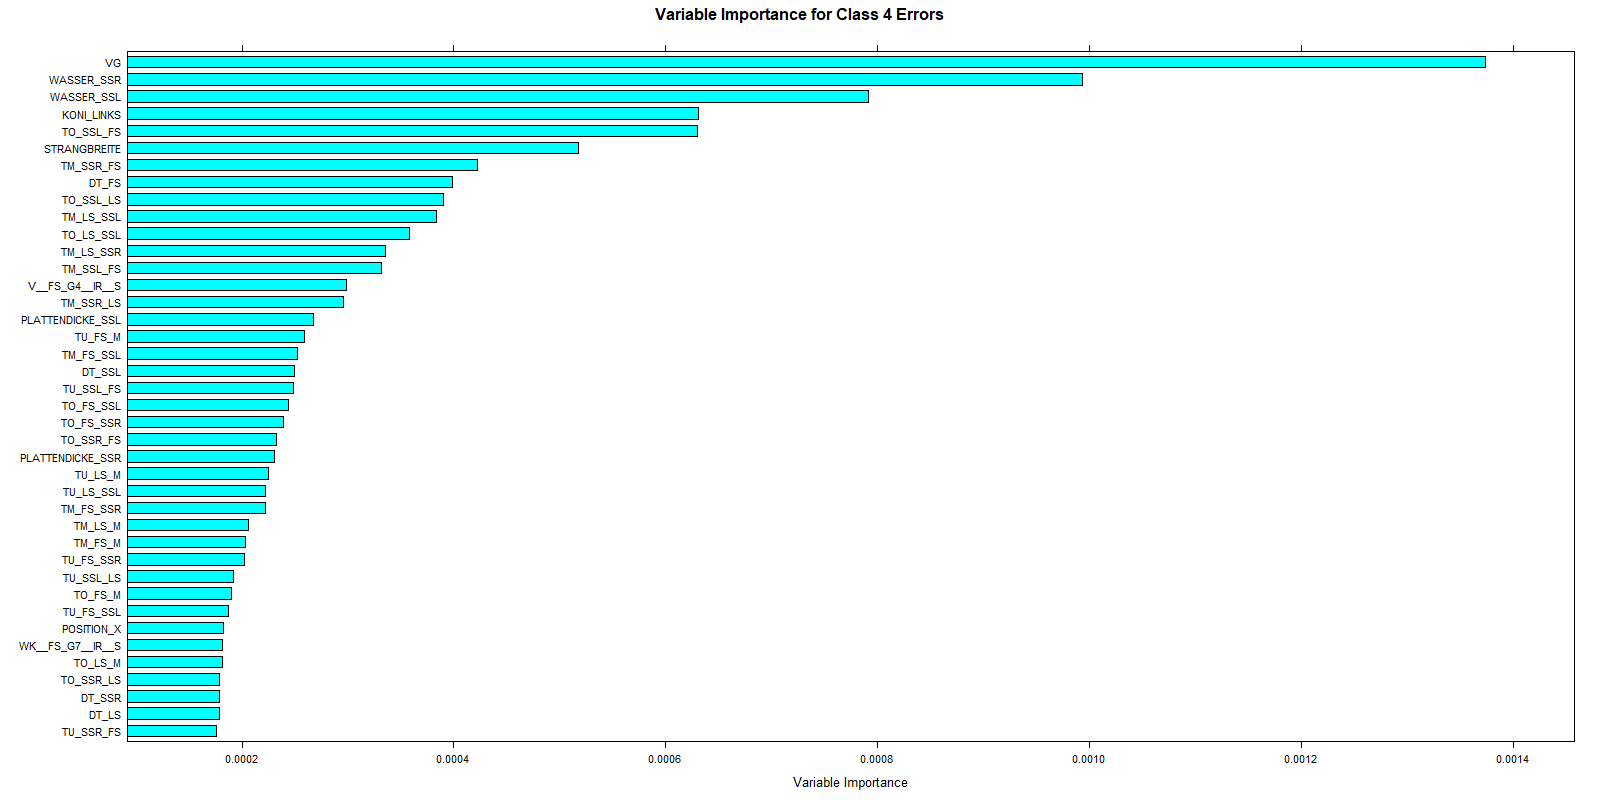 Variable Importance for Class 4 Errors
VG
WASSER_SSR
WASSER_SSL
KONI_LINKS
TO_SSL_FS
STRANGBREITE
TM_SSR_FS
DT_FS
TO_SSL_LS
TM_LS_SSL
TO_LS_SSL
TM_LS_SSR
TM_SSL_FS
V__FS_G4__IR__S
TM_SSR_LS
PLATTENDICKE_SSL
TU_FS_M
TM_FS_SSL
DT_SSL
TU_SSL_FS
TO_FS_SSL
TO_FS_SSR
TO_SSR_FS
PLATTENDICKE_SSR
TU_LS_M
TU_LS_SSL
TM_FS_SSR
TM_LS_M
TM_FS_M
TU_FS_SSR
TU_SSL_LS
TO_FS_M
TU_FS_SSL
POSITION_X
WK__FS_G7__IR__S
TO_LS_M
TO_SSR_LS
DT_SSR
DT_LS
TU_SSR_FS
0.0002 0.0004 0.0006 0.0008 0.0010 0.0012 0.0014
Variable Importance